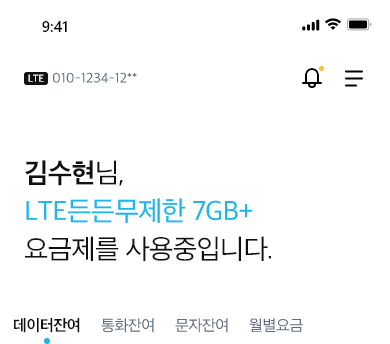 9:41
LTE 010-1234-12**
김수현님,
LTE든든무제한 7GB+
요금제를 사용중입니다.
데이터잔여 통화잔여 문자잔여 월별요금